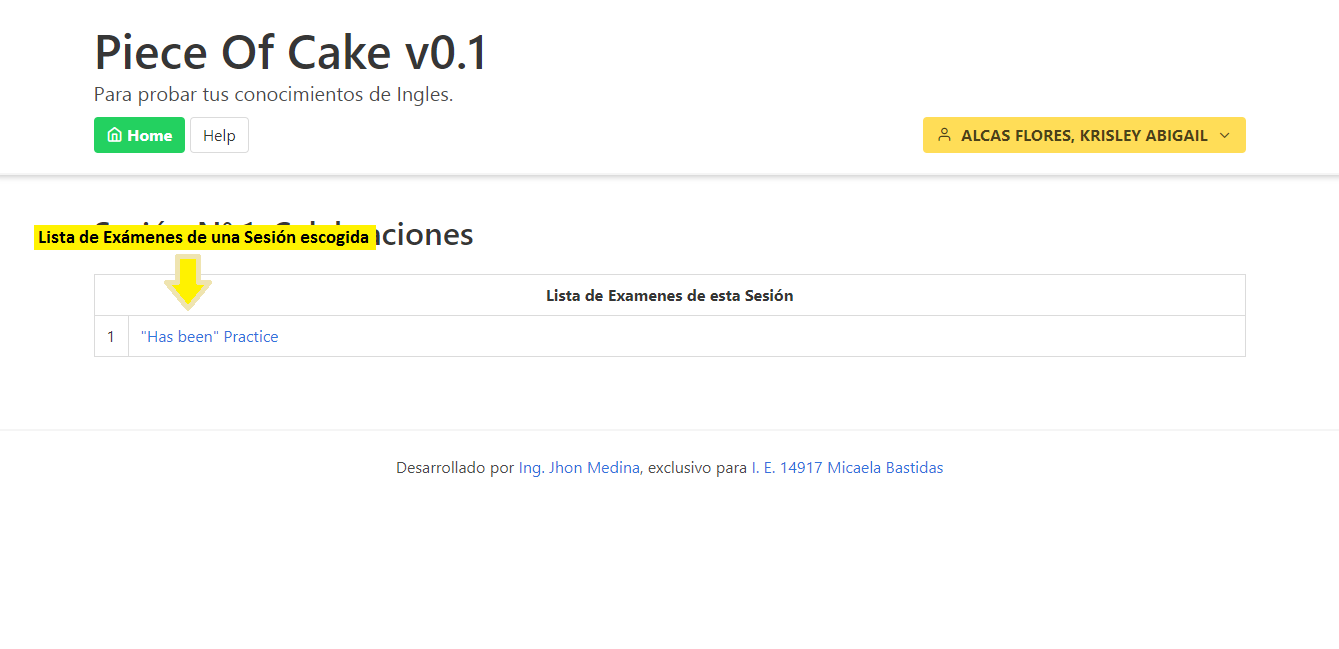 Piece Of Cake v0.1
Para probar tus conocimientos de Ingles.
Home Help ALCAS FLORES, KRISLEY ABIGAIL
ciones
Lista de Exámenes de una Sesión escogida
Lista de Examenes de esta Sesión
1 "Has been" Practice
Desarrollado por Ing. Jhon Medina, exclusivo para I. E. 14917 Micaela Bastidas